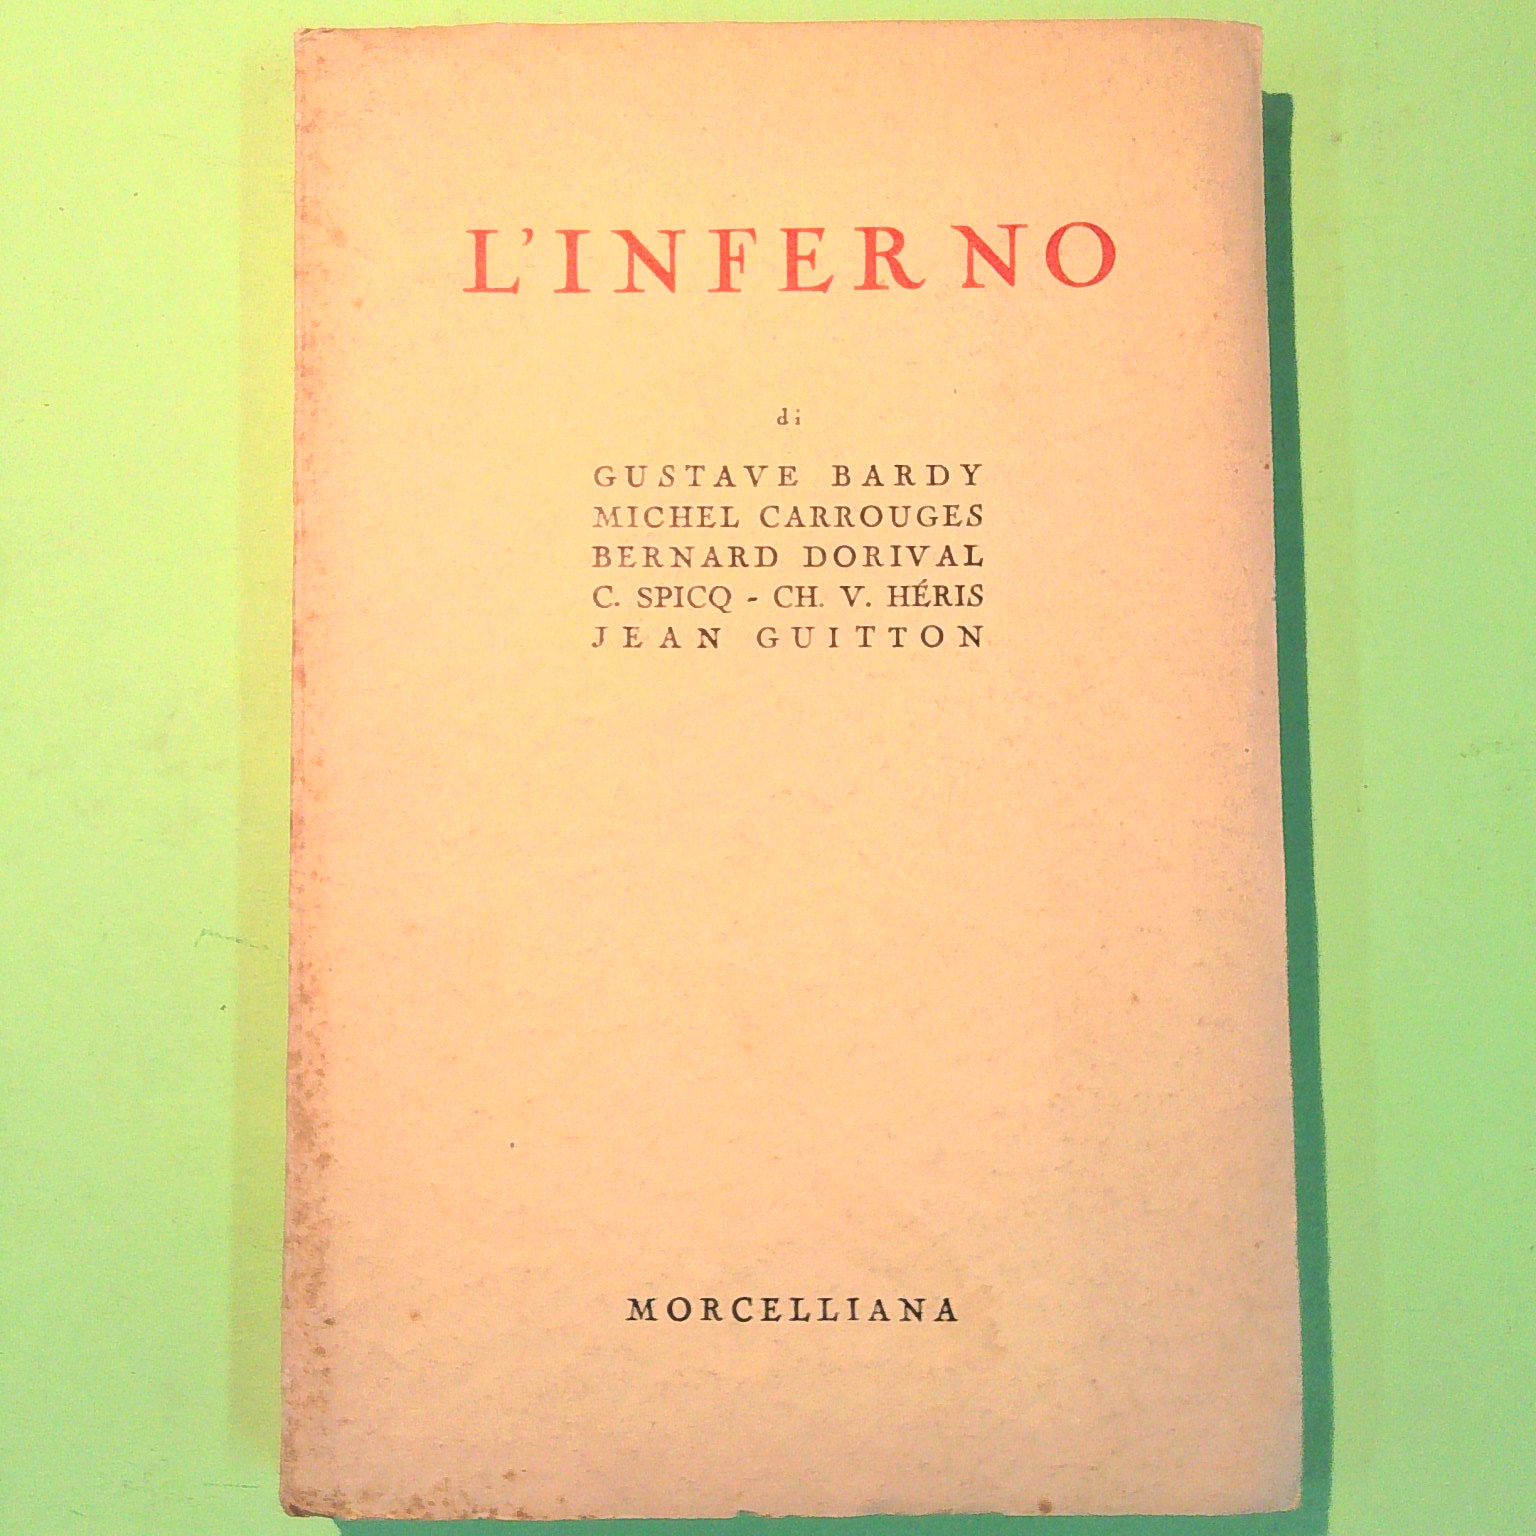 L'INFERNO
di
GUSTAVE BARDY
MICHEL CARROUGES
BERNARD DORIVAL
C. SPICQ - CH. V. HÉRIS
JEAN GUITTON
MORCELLIANA